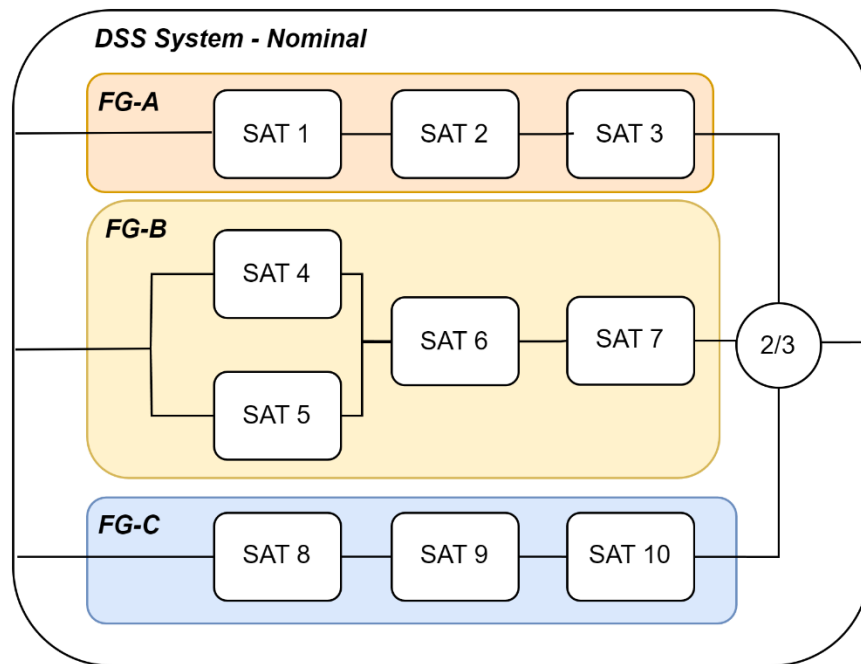 DSS System - Nominal
FG-A
SAT 1
SAT 2
SAT 3
FG-B
SAT 4
SAT 5
SAT 6
SAT 7
2/3
FG-C
SAT 8
SAT 9
SAT 10